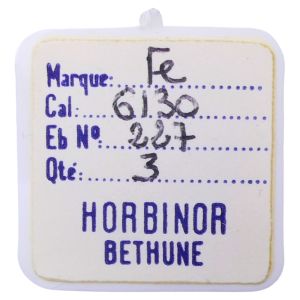 Marque: Fe
Cal: 6130
Eb Nº: 227
Qté: 3
HORBINOR
BETHUNE